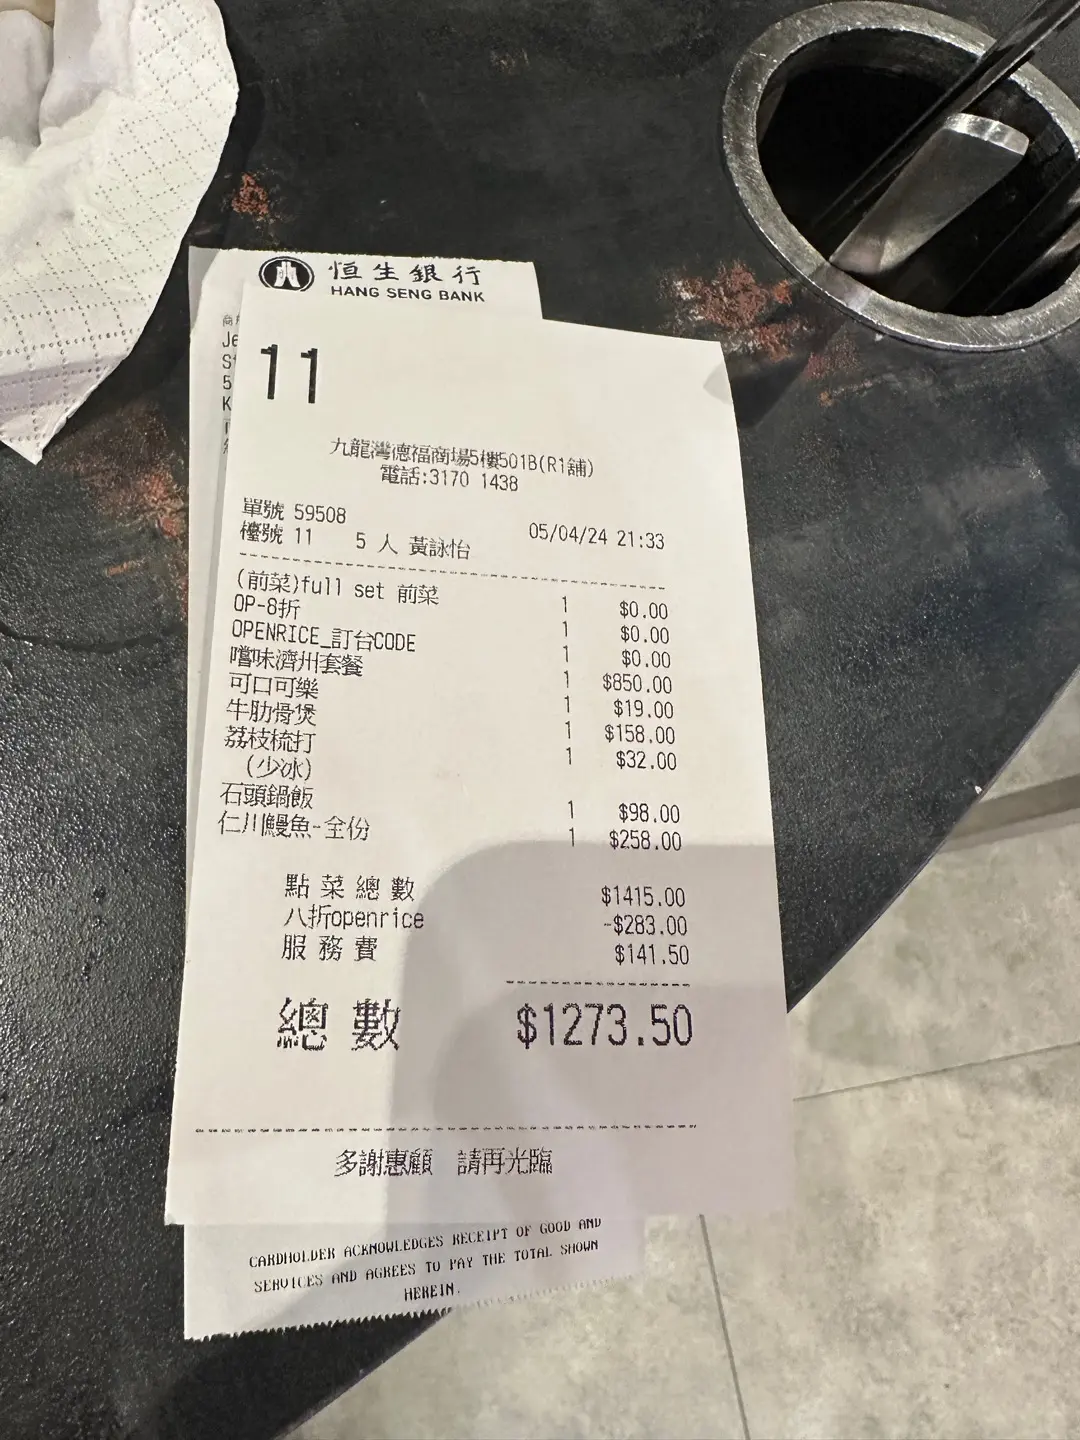 恒生銀行
HANG SENG BANK
11
九龍灣德福商場5樓501B(R1舖)
電話:3170 1438
單號 59508 05/04/24 21:33
檯號 11 5 人 黃詠怡
(前菜)full set 前菜 1 $0.00
OP-8折 1 $0.00
OPENRICE_訂台CODE 1 $0.00
嚐味濟州套餐 1 $850.00
可口可樂 1 $19.00
牛肋骨煲 1 $158.00
荔枝梳打 1 $32.00
(少冰)
石頭鍋飯 1 $98.00
仁川鰻魚-全份 1 $258.00
點菜總數 $1415.00
八折openrice -$283.00
服務費 $141.50
總數 $1273.50
多謝惠顧 請再光臨
CARDHOLDER ACKNOWLEDGES RECEIPT OF GOOD AND
SERVICES AND AGREES TO PAY THE TOTAL SHOWN
HEREIN.